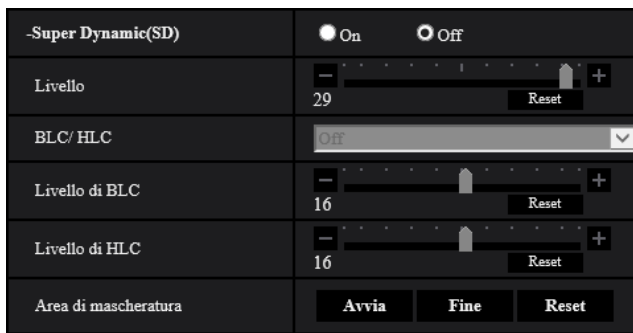 -Super Dynamic(SD) On Off
Livello 29 Reset
BLC/ HLC Off
Livello di BLC 16 Reset
Livello di HLC 16 Reset
Area di mascheratura Avvia Fine Reset